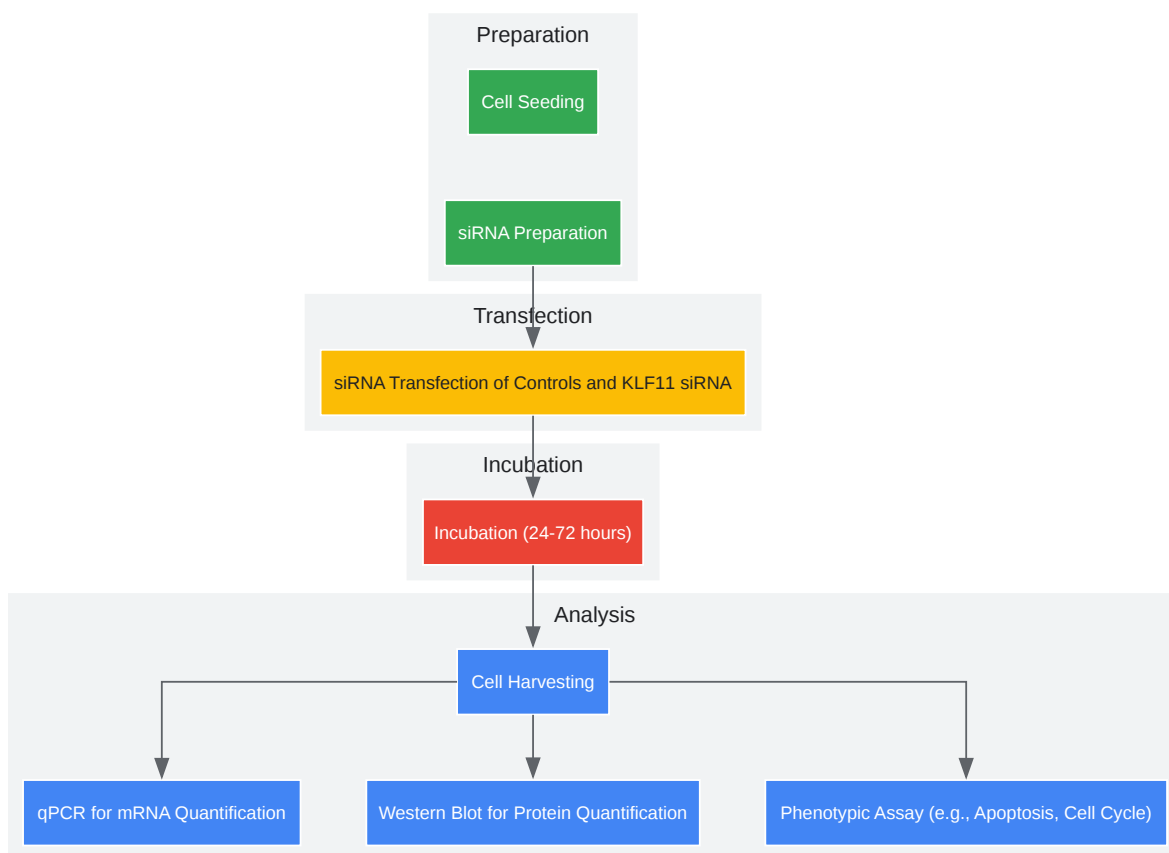 Preparation
Cell Seeding
siRNA Preparation
Transfection
siRNA Transfection of Controls and KLF11 siRNA
Incubation
Incubation (24-72 hours)
Analysis
Cell Harvesting
qPCR for mRNA Quantification
Western Blot for Protein Quantification
Phenotypic Assay (e.g., Apoptosis, Cell Cycle)